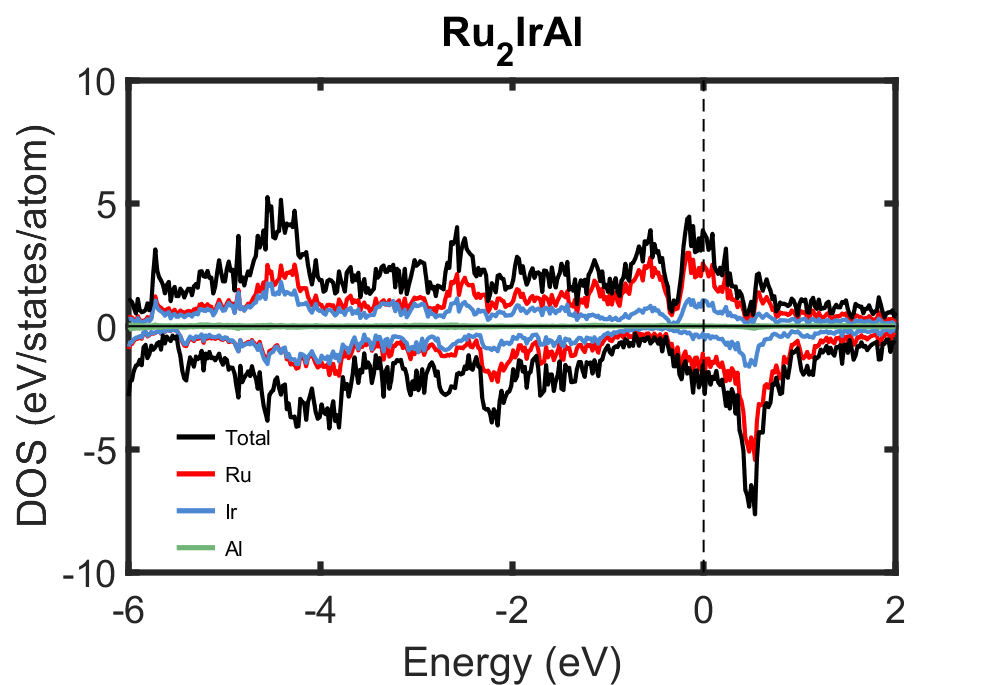 Ru2IrAl
10
5
0
-5
-10
DOS (eV/states/atom)
Total
Ru
Ir
Al
-6 -4 -2 0 2
Energy (eV)